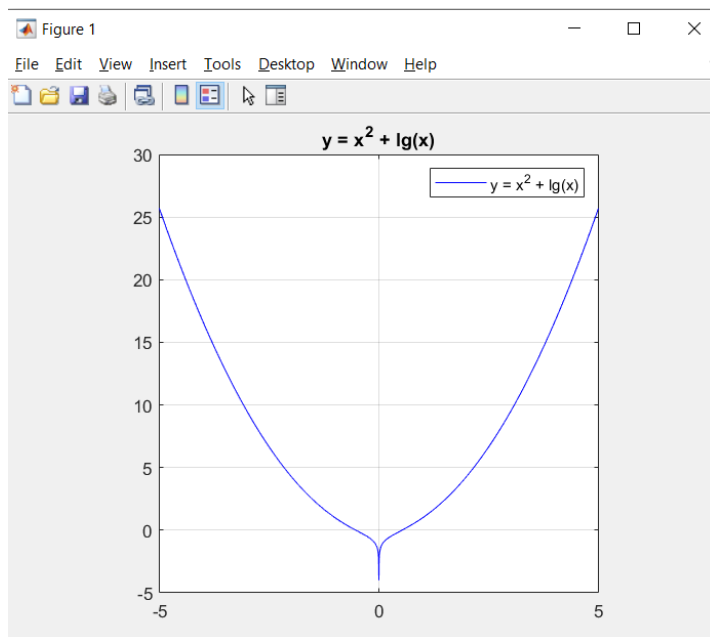 Figure 1
File Edit View Insert Tools Desktop Window Help
y = x² + lg(x)
y = x² + lg(x)
30
25
20
15
10
5
0
-5
-5 0 5